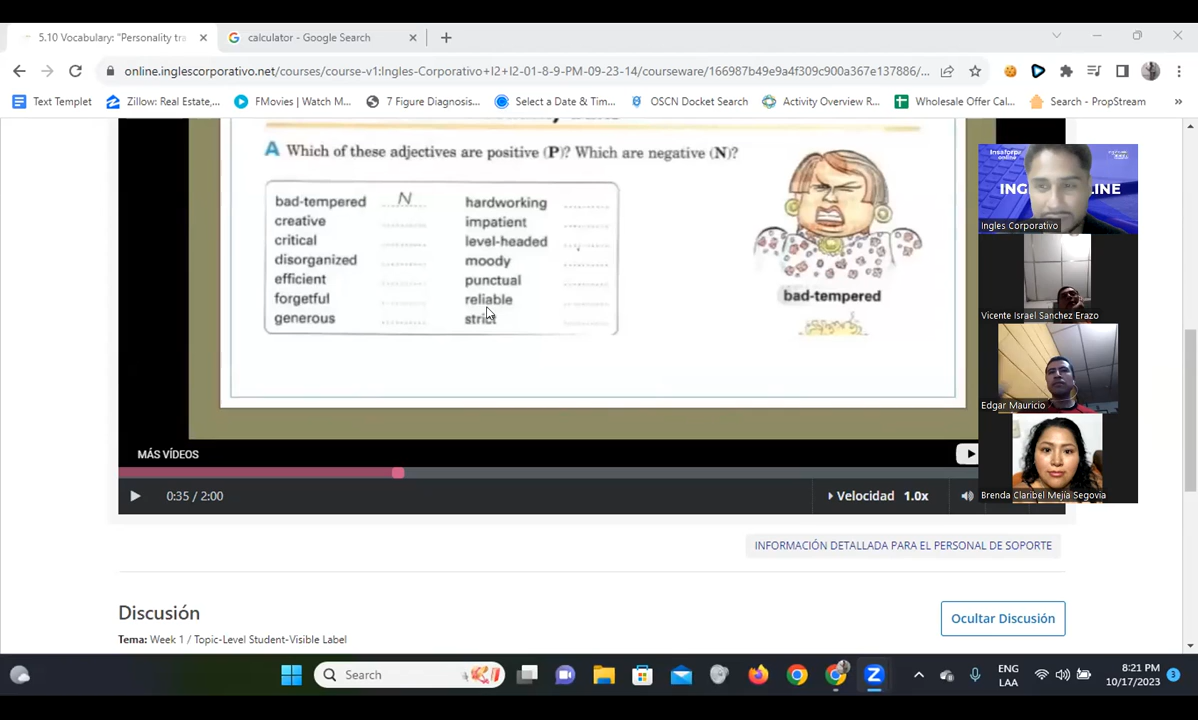 5.10 Vocabulary: "Personality tra
calculator - Google Search
online.inglescorporativo.net/courses/course-v1:Ingles-Corporativo+I2+I2-01-8-9-PM-09-23-14/courseware/166987b49e9a4f309c900a367e137886/...
Text Templet
Zillow: Real Estate,...
FMovies | Watch M...
7 Figure Diagnosis...
Select a Date & Tim...
OSCN Docket Search
Activity Overview R...
Wholesale Offer Cal...
Search - PropStream
A Which of these adjectives are positive (P)? Which are negative (N)?
bad-tempered N
creative
critical
disorganized
efficient
forgetful
generous
hardworking
impatient
level-headed
moody
punctual
reliable
strict
bad-tempered
Ingles Corporativo
Vicente Israel Sanchez Erazo
Edgar Mauricio
Brenda Claribel Mejía Segovia
MÁS VÍDEOS
0:35 / 2:00
Velocidad 1.0x
INFORMACIÓN DETALLADA PARA EL PERSONAL DE SOPORTE
Discusión
Ocultar Discusión
Tema: Week 1 / Topic-Level Student-Visible Label
Search
ENG
LAA
8:21 PM
10/17/2023
3